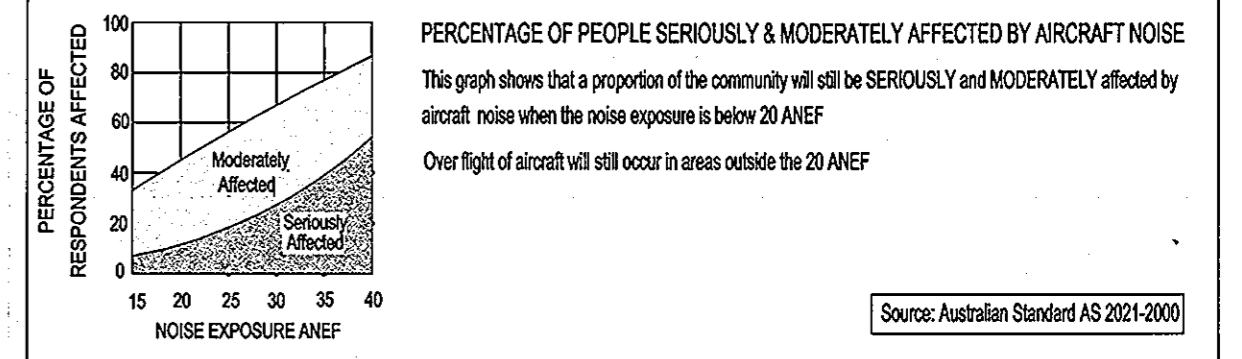 PERCENTAGE OF PEOPLE SERIOUSLY & MODERATELY AFFECTED BY AIRCRAFT NOISE
This graph shows that a proportion of the community will still be SERIOUSLY and MODERATELY affected by
aircraft noise when the noise exposure is below 20 ANEF
Over flight of aircraft will still occur in areas outside the 20 ANEF
Source: Australian Standard AS 2021-2000
PERCENTAGE OF
RESPONDENTS AFFECTED
100
80
60
40
20
0
Moderately
Affected
Seriously
Affected
15 20 25 30 35 40
NOISE EXPOSURE ANEF